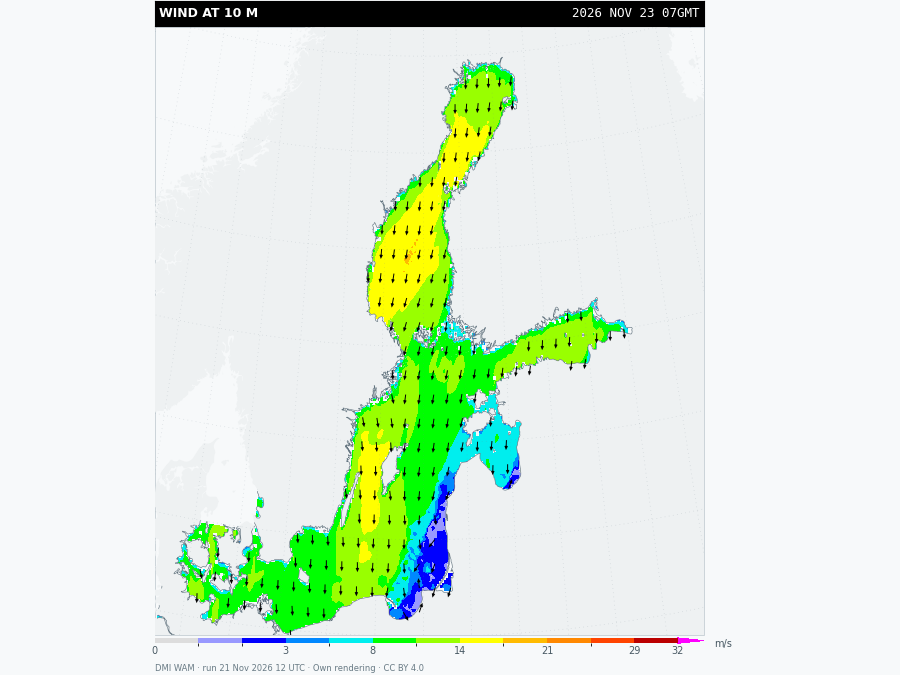 WIND AT 10 M 2026 NOV 23 07GMT
0 3 8 14 21 29 32 m/s
DMI WAM · run 21 Nov 2026 12 UTC · Own rendering · CC BY 4.0